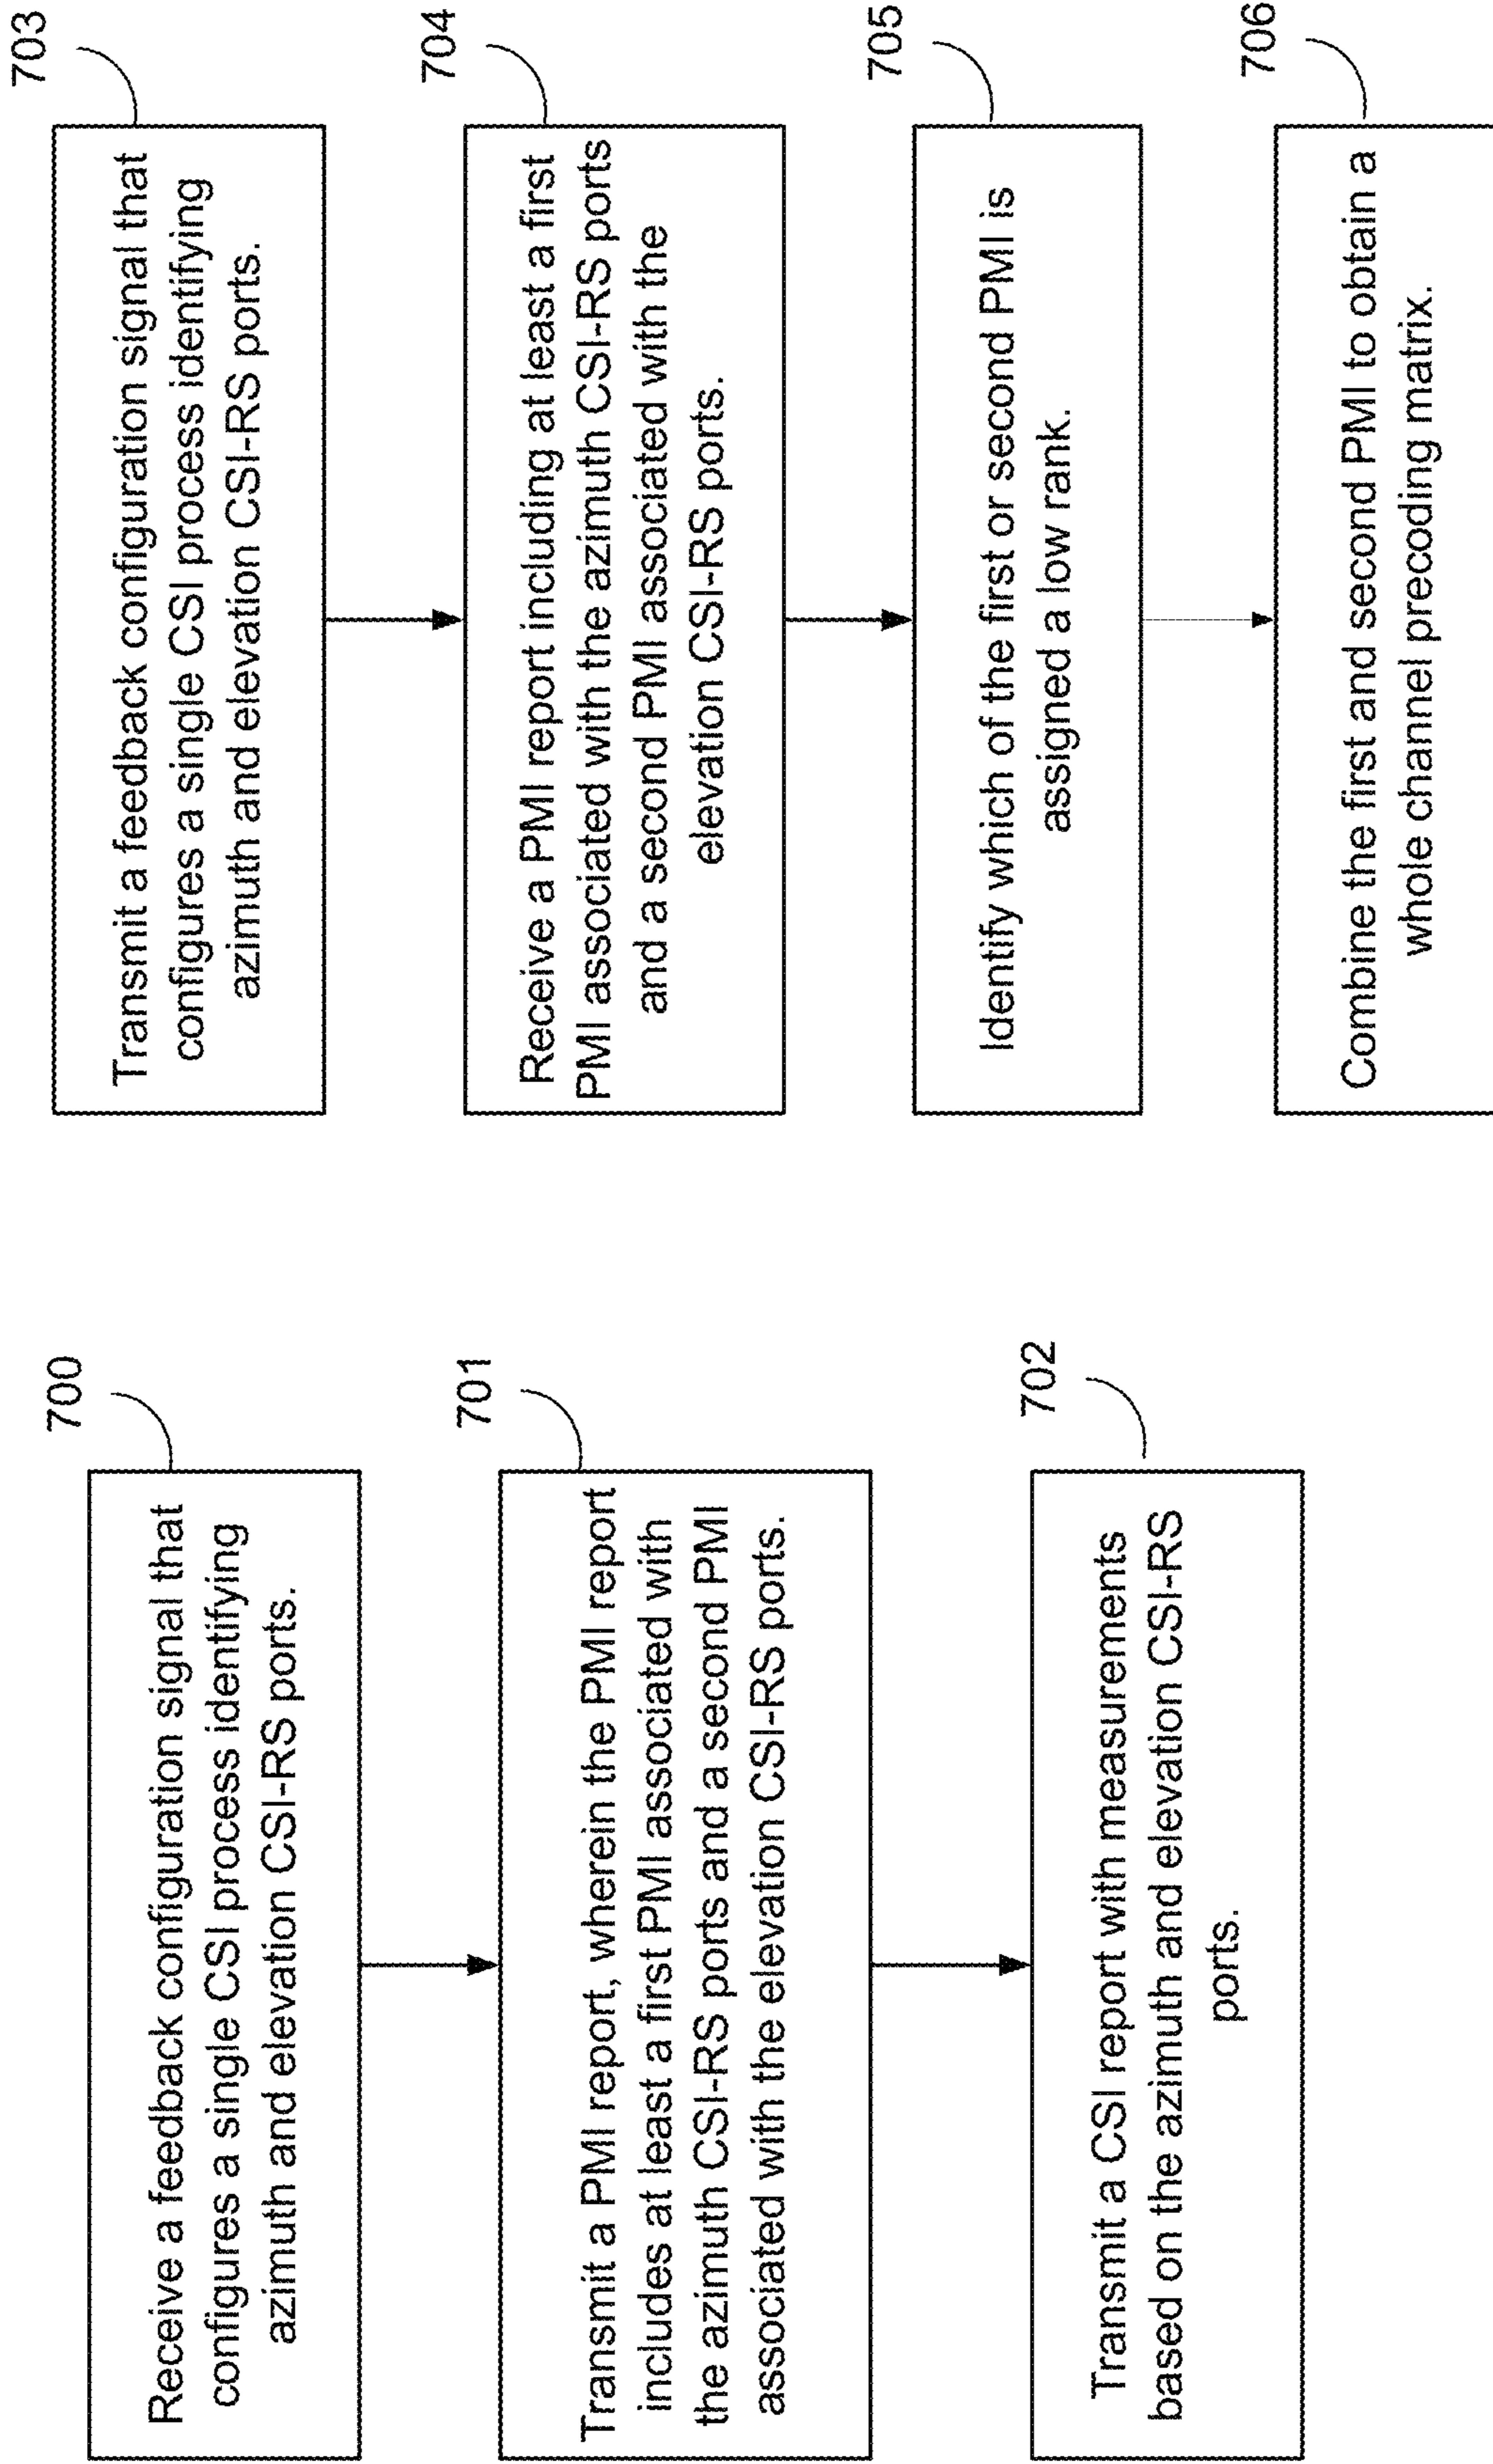 700
Receive a feedback configuration signal that
configures a single CSI process identifying
azimuth and elevation CSI-RS ports.
701
Transmit a PMI report, wherein the PMI report
includes at least a first PMI associated with
the azimuth CSI-RS ports and a second PMI
associated with the elevation CSI-RS ports.
702
Transmit a CSI report with measurements
based on the azimuth and elevation CSI-RS
ports.
703
Transmit a feedback configuration signal that
configures a single CSI process identifying
azimuth and elevation CSI-RS ports.
704
Receive a PMI report including at least a first
PMI associated with the azimuth CSI-RS ports
and a second PMI associated with the
elevation CSI-RS ports.
705
Identify which of the first or second PMI is
assigned a low rank.
706
Combine the first and second PMI to obtain a
whole channel precoding matrix.